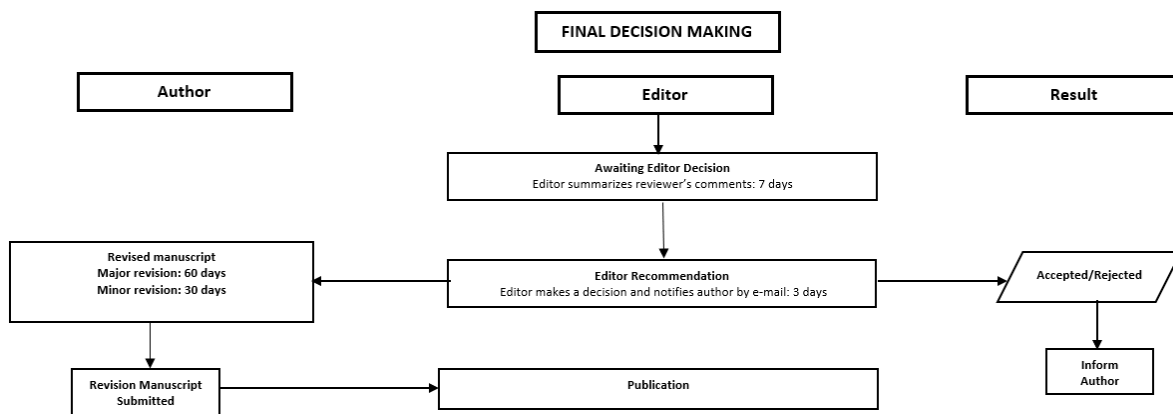 FINAL DECISION MAKING
Author
Editor
Result
Awaiting Editor Decision
Editor summarizes reviewer's comments: 7 days
Revised manuscript
Major revision: 60 days
Minor revision: 30 days
Editor Recommendation
Editor makes a decision and notifies author by e-mail: 3 days
Accepted/Rejected
Inform
Author
Revision Manuscript
Submitted
Publication